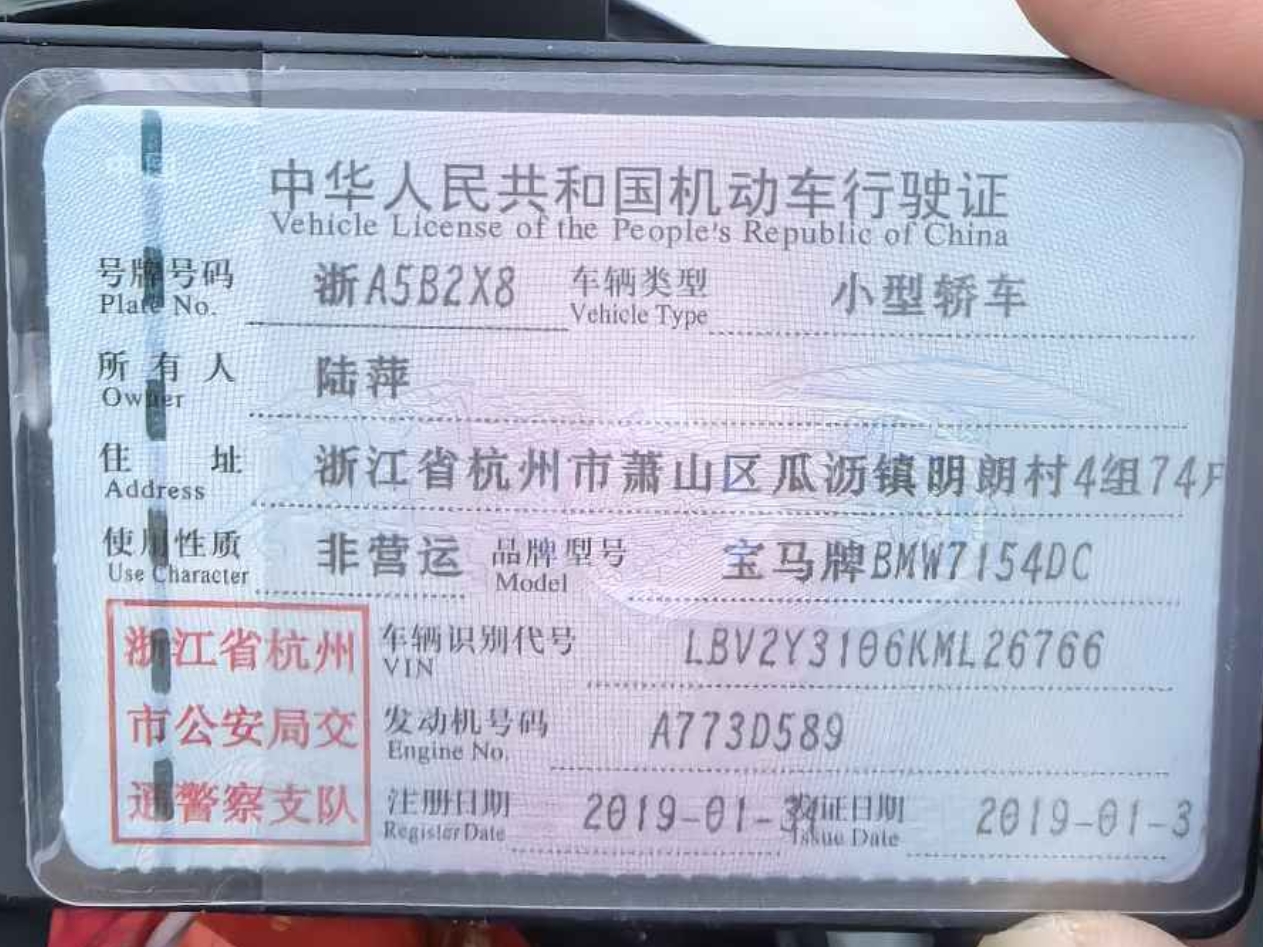 中华人民共和国机动车行驶证
Vehicle License of the People's Republic of China
号牌号码 浙A5B2X8 车辆类型 小型轿车
Plate No. Vehicle Type
所有人 陆萍
Owner
住址 浙江省杭州市萧山区瓜沥镇明朗村4组74户
Address
使用性质 非营运 品牌型号 宝马牌BMW7154DC
Use Character Model
浙江省杭州 车辆识别代号 LBV2Y3106KML26766
VIN
市公安局交 发动机号码 A773D589
Engine No.
通警察支队 注册日期 2019-01-3 发证日期 2019-01-3
Register Date Issue Date